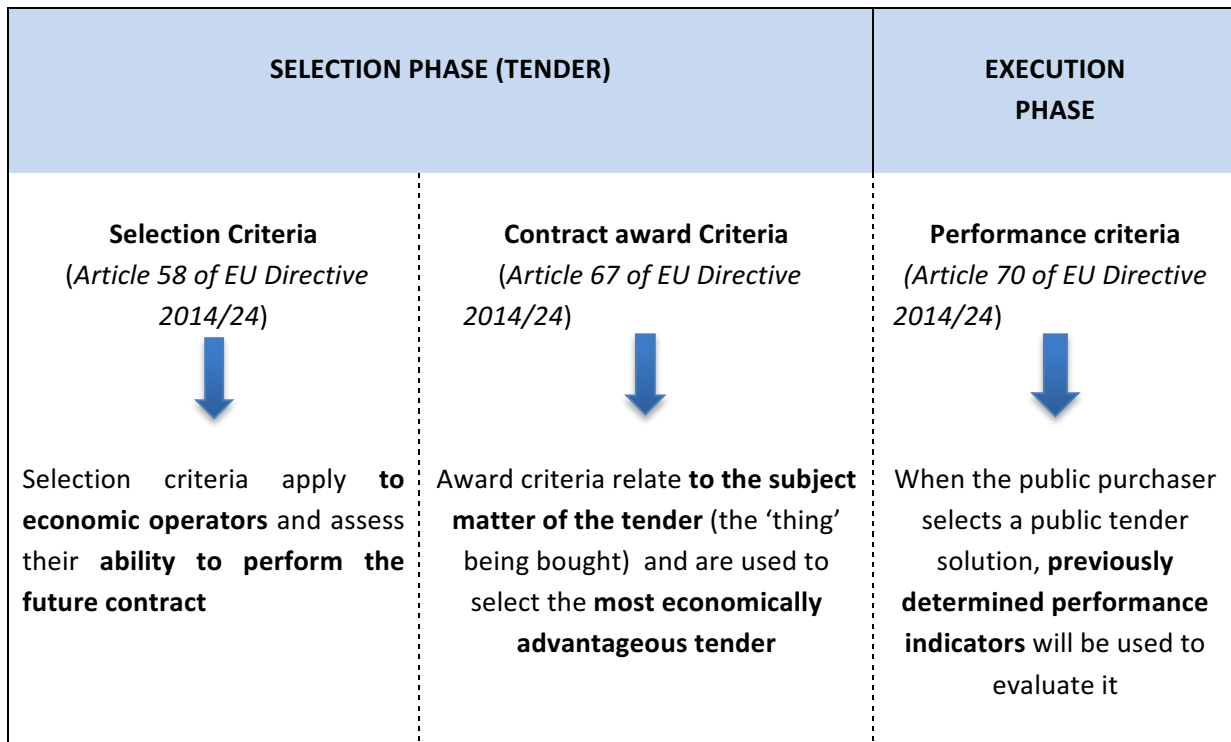 SELECTION PHASE (TENDER)
EXECUTION
PHASE
Selection Criteria
(Article 58 of EU Directive
2014/24)
Selection criteria apply to
economic operators and assess
their ability to perform the
future contract
Contract award Criteria
(Article 67 of EU Directive
2014/24)
Award criteria relate to the subject
matter of the tender (the ‘thing’
being bought) and are used to
select the most economically
advantageous tender
Performance criteria
(Article 70 of EU Directive
2014/24)
When the public purchaser
selects a public tender
solution, previously
determined performance
indicators will be used to
evaluate it